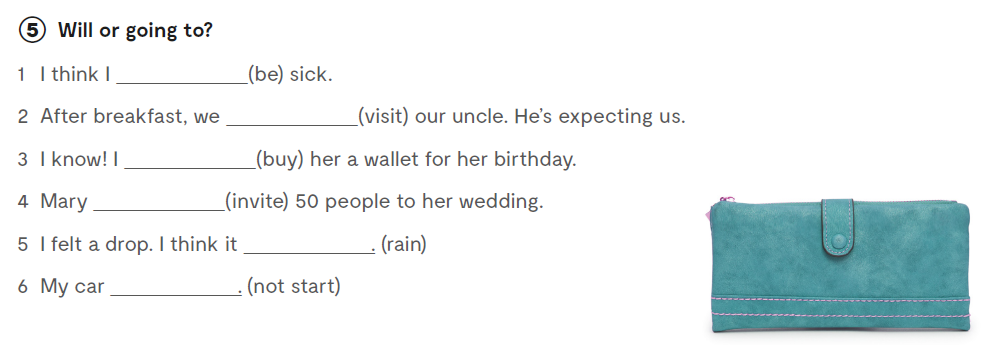 5 Will or going to?
1 I think I ____________(be) sick.
2 After breakfast, we ____________(visit) our uncle. He's expecting us.
3 I know! I ____________(buy) her a wallet for her birthday.
4 Mary ____________(invite) 50 people to her wedding.
5 I felt a drop. I think it ____________. (rain)
6 My car ____________. (not start)